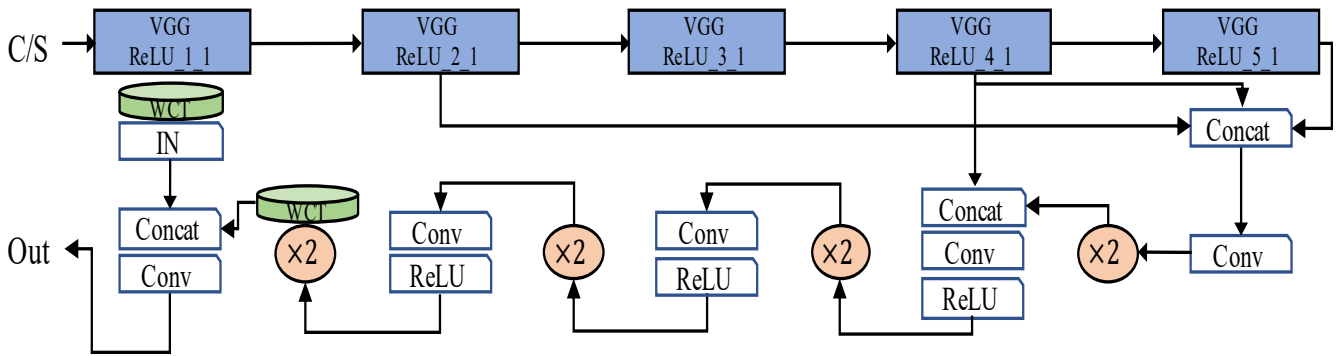 C/S
VGG
ReLU_1_1
VGG
ReLU_2_1
VGG
ReLU_3_1
VGG
ReLU_4_1
VGG
ReLU_5_1
WCT
IN
Concat
Conv
Out
WCT
×2
Conv
ReLU
×2
Conv
ReLU
×2
Concat
Conv
ReLU
×2
Concat
Conv